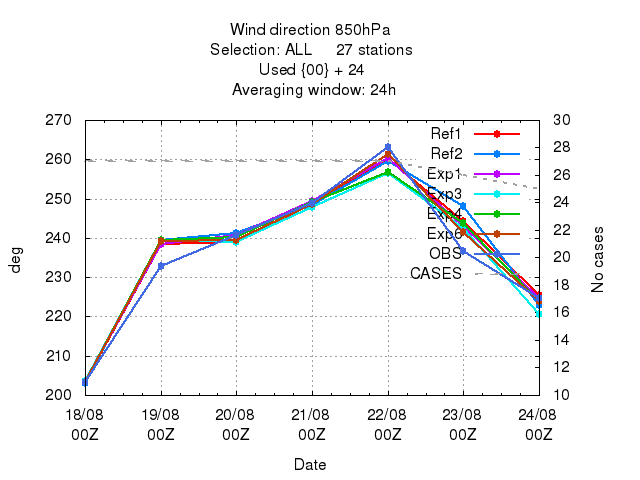 Wind direction 850hPa
Selection: ALL 27 stations
Used {00} + 24
Averaging window: 24h
270
260
250
240
230
220
210
200
deg
30
28
26
24
22
20
18
16
14
12
10
No cases
Ref1
Ref2
Exp1
Exp3
Exp4
Exp6
OBS
CASES
18/08 19/08 20/08 21/08 22/08 23/08 24/08
00Z 00Z 00Z 00Z 00Z 00Z 00Z
Date